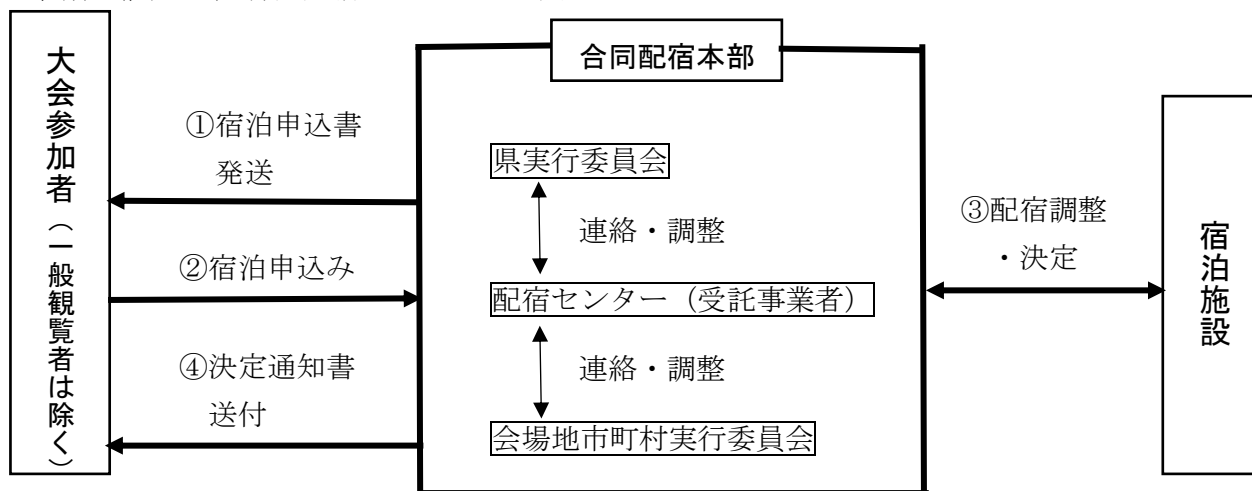 大会参加者（一般観覧者は除く）
①宿泊申込書
発送
②宿泊申込み
④決定通知書
送付
合同配宿本部
県実行委員会
連絡・調整
配宿センター（受託事業者）
連絡・調整
会場地市町村実行委員会
③配宿調整
・決定
宿泊施設